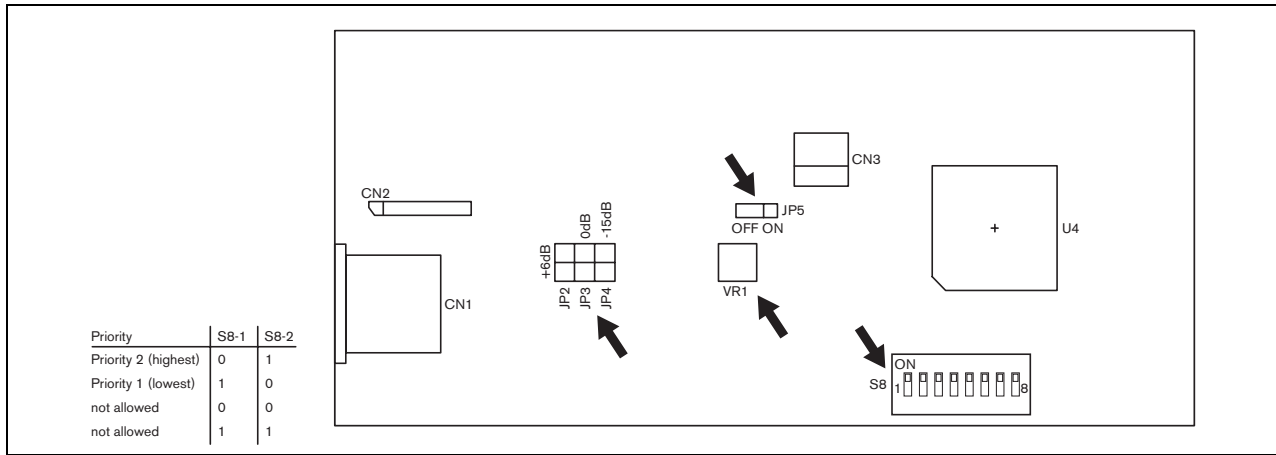 CN3
CN2
JP5
OFF ON
+6dB
0dB
-15dB
U4
JP2
JP3
JP4
VR1
CN1
Priority S8-1 S8-2
Priority 2 (highest) 0 1
Priority 1 (lowest) 1 0
not allowed 0 0
not allowed 1 1
ON
S8 1 8